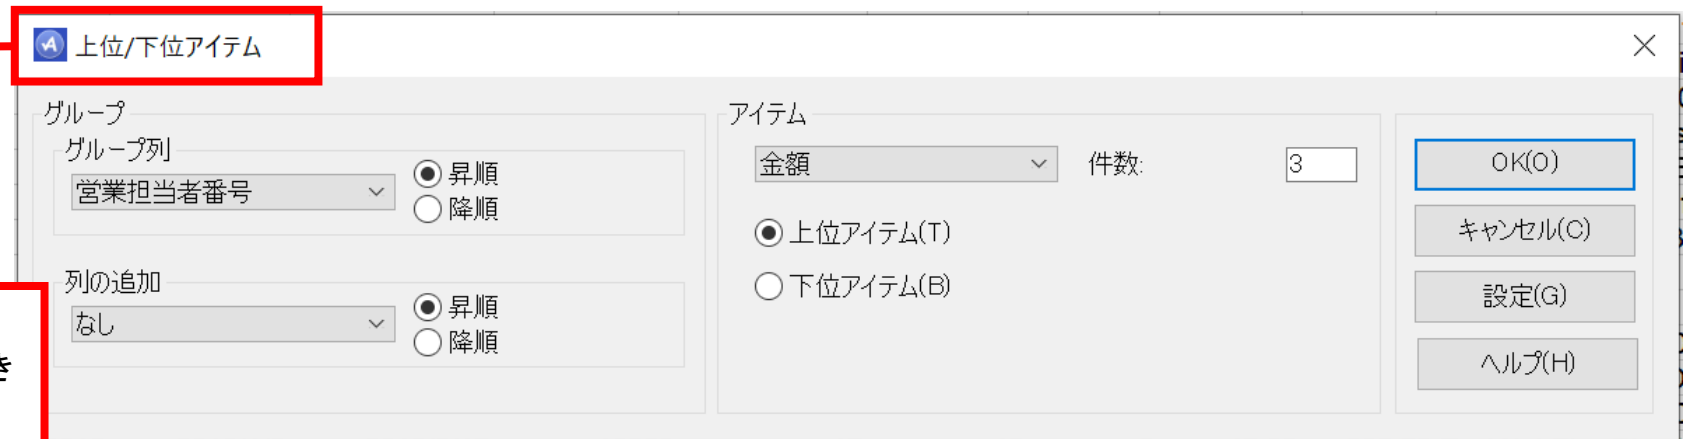 上位/下位アイテム
グループ
グループ列
営業担当者番号
昇順
降順
列の追加
なし
昇順
降順
アイテム
金額
件数:
3
上位アイテム(T)
下位アイテム(B)
OK(O)
キャンセル(C)
設定(G)
ヘルプ(H)
き